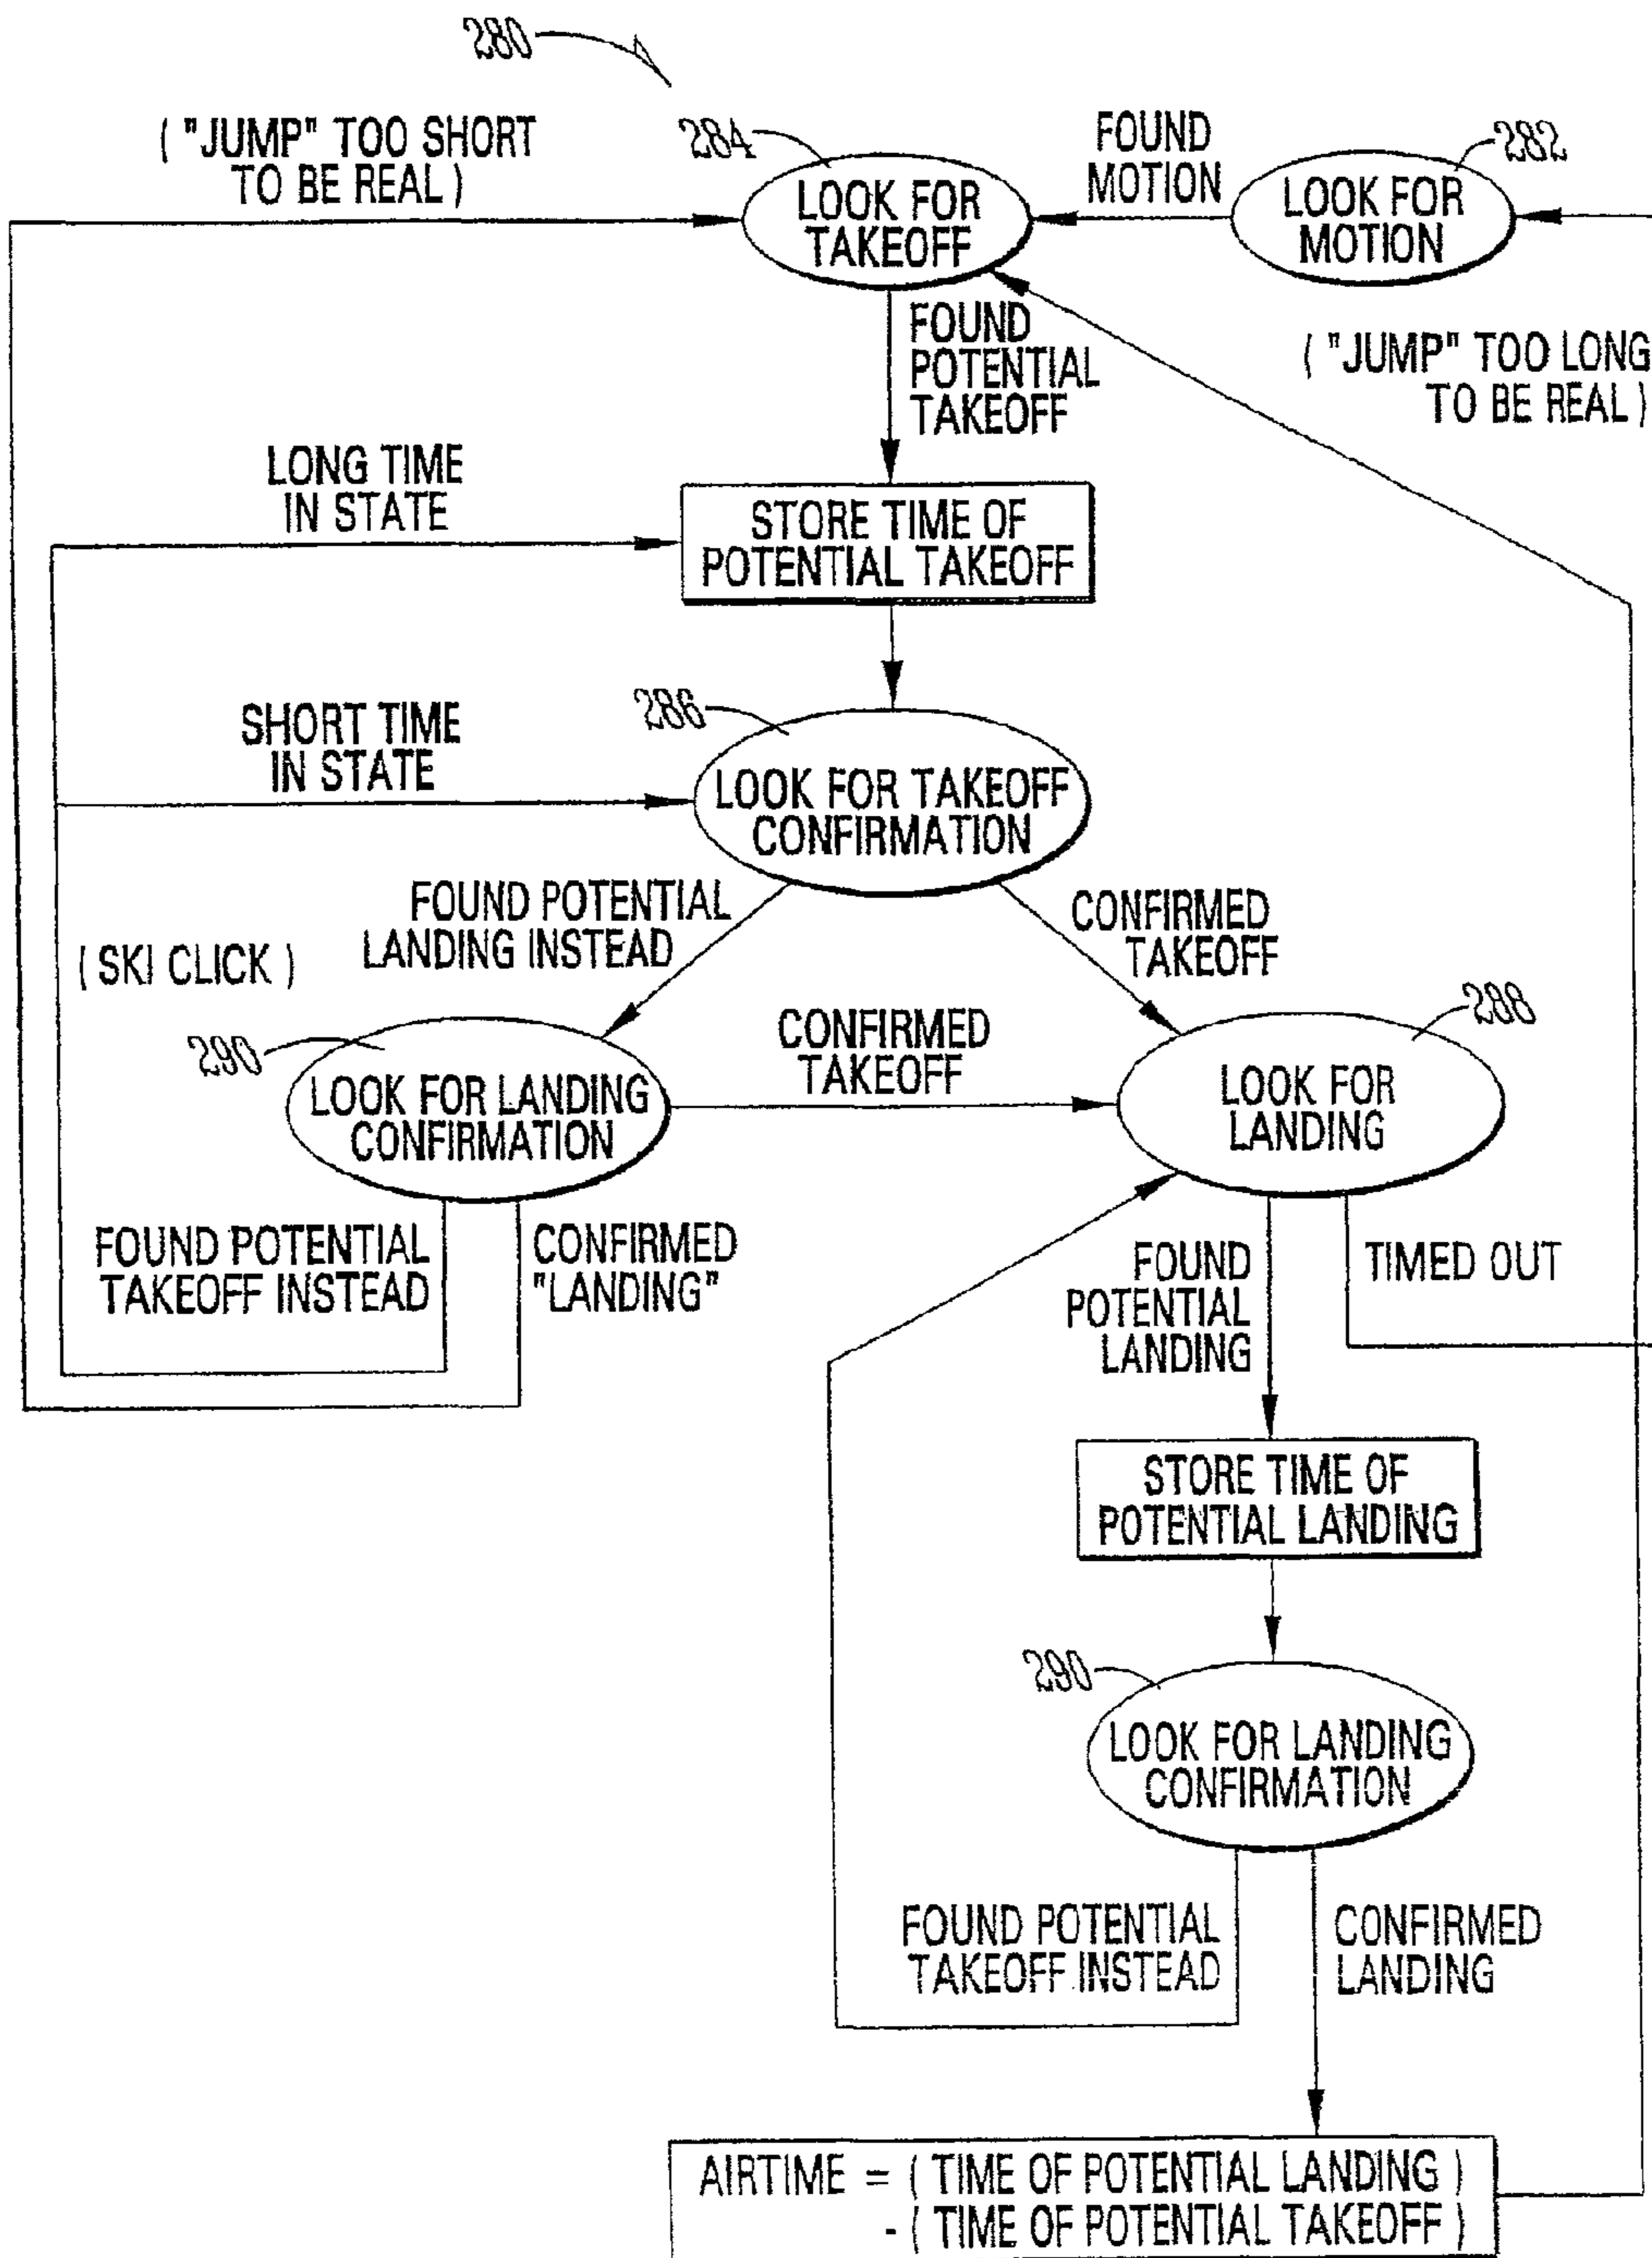 280
( "JUMP" TOO SHORT
TO BE REAL )
284
LOOK FOR
TAKEOFF
FOUND
MOTION
282
LOOK FOR
MOTION
FOUND
POTENTIAL
TAKEOFF
( "JUMP" TOO LONG
TO BE REAL )
LONG TIME
IN STATE
STORE TIME OF
POTENTIAL TAKEOFF
SHORT TIME
IN STATE
286
LOOK FOR TAKEOFF
CONFIRMATION
FOUND POTENTIAL
LANDING INSTEAD
CONFIRMED
TAKEOFF
( SKI CLICK )
290
LOOK FOR LANDING
CONFIRMATION
CONFIRMED
TAKEOFF
288
LOOK FOR
LANDING
FOUND POTENTIAL
TAKEOFF INSTEAD
CONFIRMED
"LANDING"
FOUND
POTENTIAL
LANDING
TIMED OUT
STORE TIME OF
POTENTIAL LANDING
290
LOOK FOR LANDING
CONFIRMATION
FOUND POTENTIAL
TAKEOFF INSTEAD
CONFIRMED
LANDING
AIRTIME = ( TIME OF POTENTIAL LANDING )
- ( TIME OF POTENTIAL TAKEOFF )